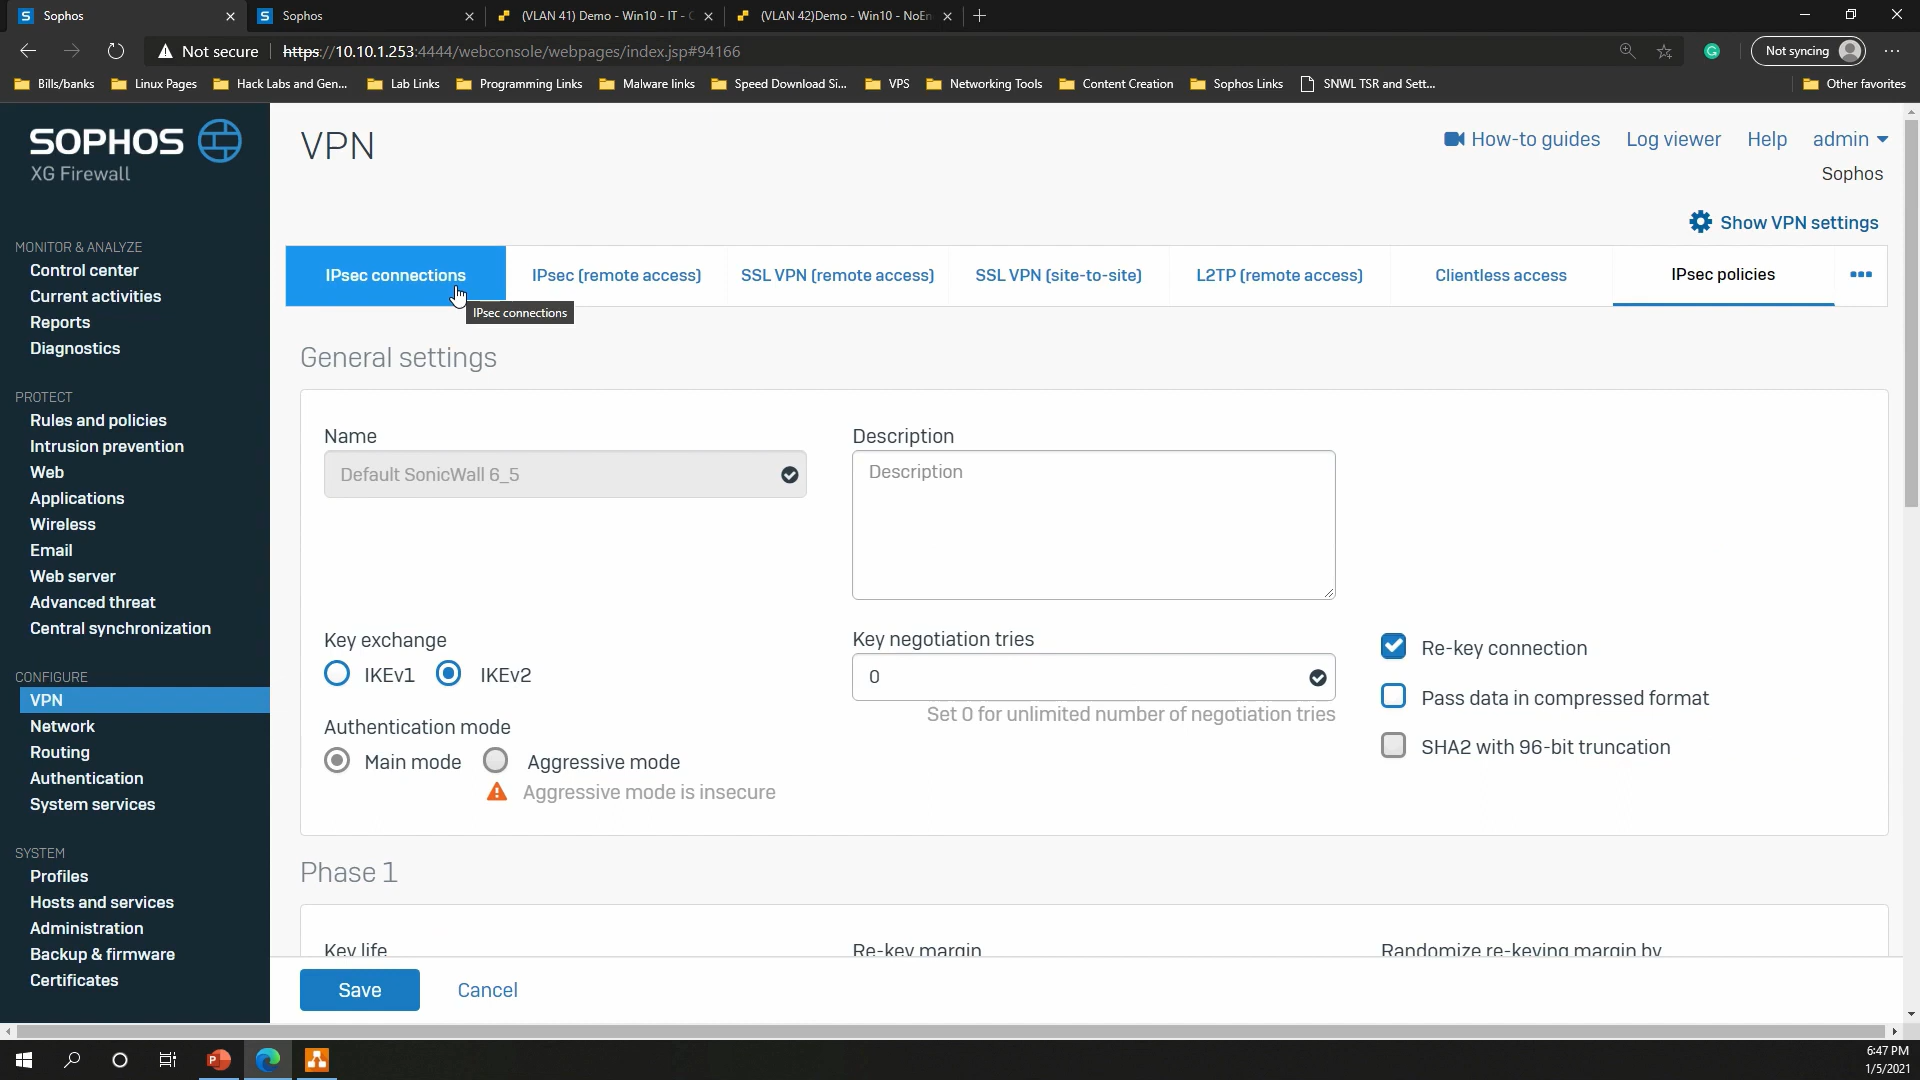 Sophos
Sophos
(VLAN 41) Demo - Win10 - IT -
(VLAN 42)Demo - Win10 - NoEn
Not secure
https://10.10.1.253:4444/webconsole/webpages/index.jsp#94166
Not syncing
Bills/banks
Linux Pages
Hack Labs and Gen...
Lab Links
Programming Links
Malware links
Speed Download Si...
VPS
Networking Tools
Content Creation
Sophos Links
SNWL TSR and Sett...
Other favorites
SOPHOS
XG Firewall
MONITOR & ANALYZE
Control center
Current activities
Reports
Diagnostics
PROTECT
Rules and policies
Intrusion prevention
Web
Applications
Wireless
Email
Web server
Advanced threat
Central synchronization
CONFIGURE
VPN
Network
Routing
Authentication
System services
SYSTEM
Profiles
Hosts and services
Administration
Backup & firmware
Certificates
VPN
How-to guides
Log viewer
Help
admin
Sophos
Show VPN settings
IPsec connections
IPsec (remote access)
SSL VPN (remote access)
SSL VPN (site-to-site)
L2TP (remote access)
Clientless access
IPsec policies
IPsec connections
General settings
Name
Default SonicWall 6_5
Description
Description
Key exchange
IKEv1
IKEv2
Authentication mode
Main mode
Aggressive mode
Aggressive mode is insecure
Key negotiation tries
0
Set 0 for unlimited number of negotiation tries
Re-key connection
Pass data in compressed format
SHA2 with 96-bit truncation
Phase 1
Key life
Re-key margin
Randomize re-keying margin by
Save
Cancel
6:47 PM
1/5/2021